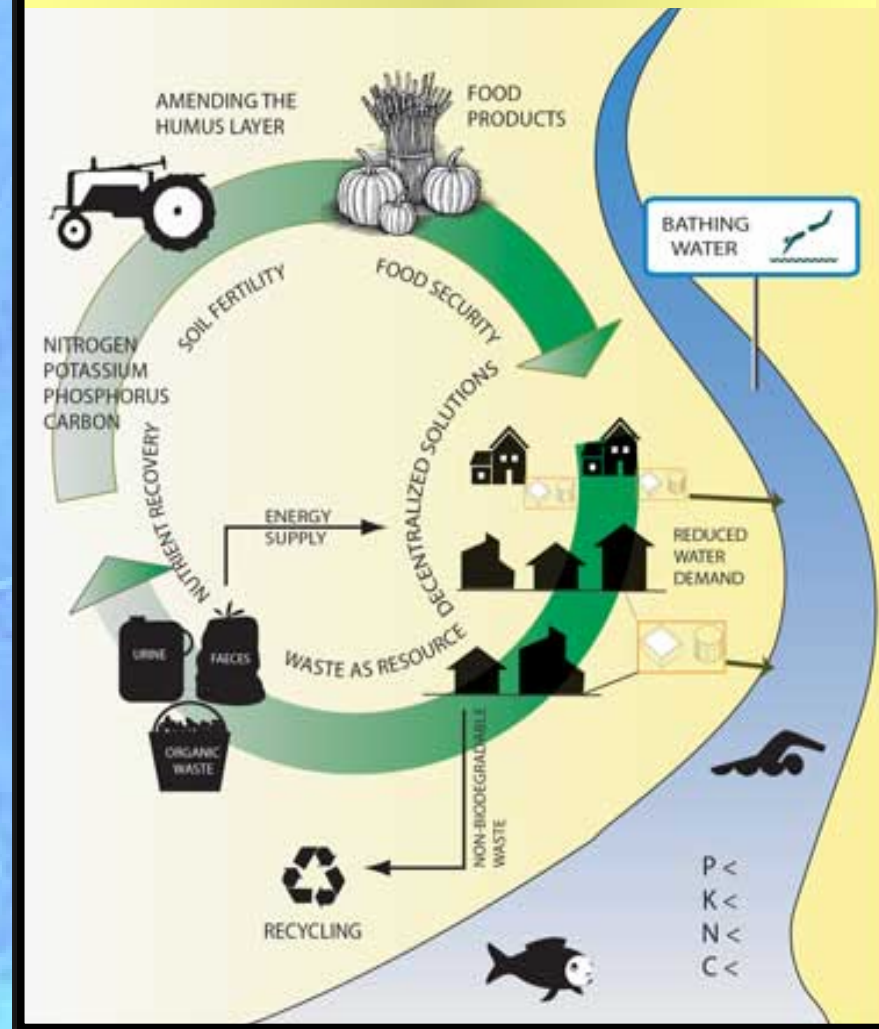 AMENDING THE
HUMUS LAYER
FOOD
PRODUCTS
BATHING
WATER
SOIL FERTILITY
FOOD SECURITY
NITROGEN
POTASSIUM
PHOSPHORUS
CARBON
NUTRIENT RECOVERY
DECENTRALIZED SOLUTIONS
ENERGY
SUPPLY
REDUCED
WATER
DEMAND
URINE
FAECES
WASTE AS RESOURCE
ORGANIC
WASTE
NON-BIODEGRADABLE
WASTE
RECYCLING
P <
K <
N <
C <